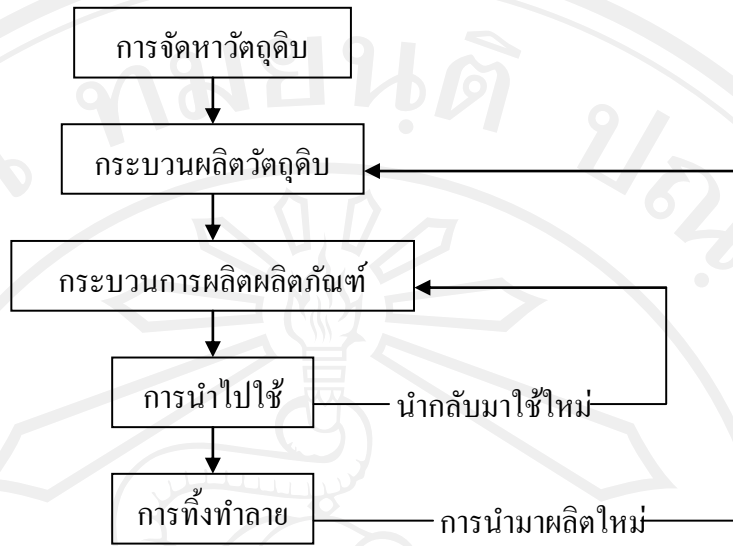 การจัดหาวัตถุดิบ
กระบวนผลิตวัตถุดิบ
กระบวนการผลิตผลิตภัณฑ์
การนำไปใช้
นำกลับมาใช้ใหม่
การทิ้งทำลาย
การนำมาผลิตใหม่